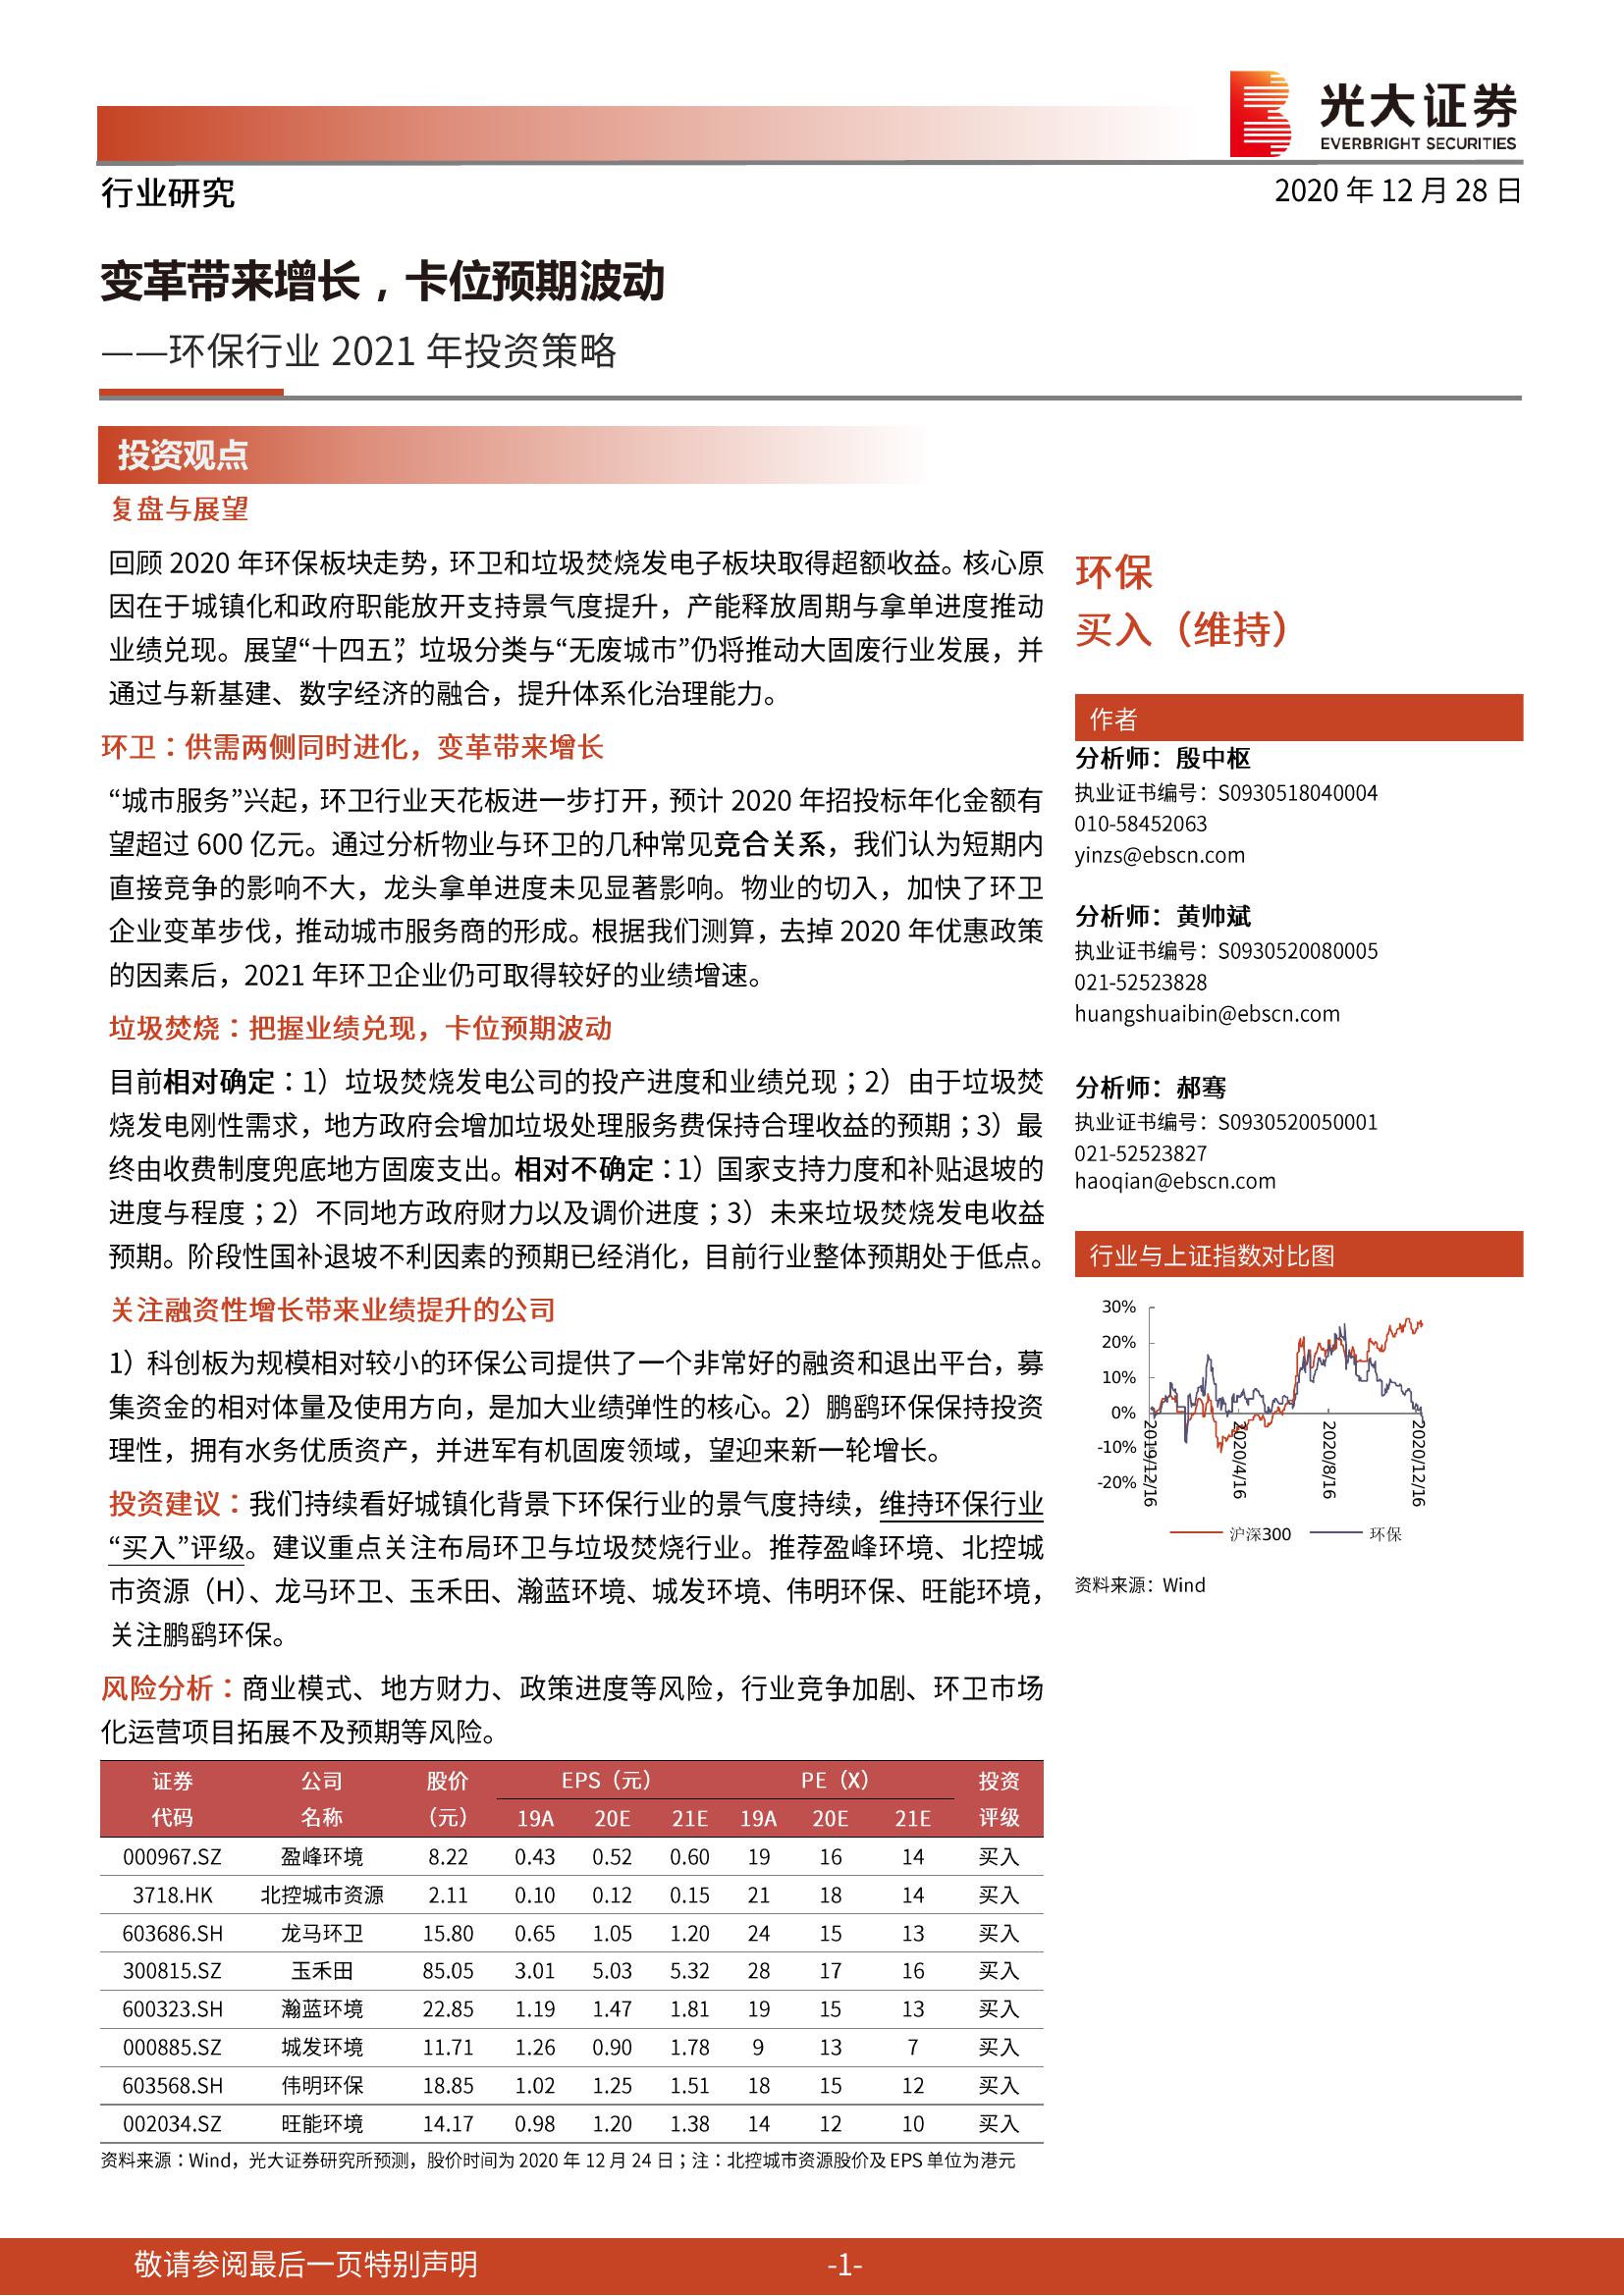 光大证券
EVERBRIGHT SECURITIES
行业研究
2020 年 12 月 28 日
变革带来增长，卡位预期波动
——环保行业 2021 年投资策略
投资观点
复盘与展望
回顾 2020 年环保板块走势，环卫和垃圾焚烧发电子板块取得超额收益。核心原
因在于城镇化和政府职能放开支持景气度提升，产能释放周期与拿单进度推动
业绩兑现。展望“十四五”，垃圾分类与“无废城市”仍将推动大固废行业发展，并
通过与新基建、数字经济的融合，提升体系化治理能力。
环卫：供需两侧同时进化，变革带来增长
“城市服务”兴起，环卫行业天花板进一步打开，预计 2020 年招投标年化金额有
望超过 600 亿元。通过分析物业与环卫的几种常见竞合关系，我们认为短期内
直接竞争的影响不大，龙头拿单进度未见显著影响。物业的切入，加快了环卫
企业变革步伐，推动城市服务商的形成。根据我们测算，去掉 2020 年优惠政策
的因素后，2021 年环卫企业仍可取得较好的业绩增速。
垃圾焚烧：把握业绩兑现，卡位预期波动
目前相对确定：1）垃圾焚烧发电公司的投产进度和业绩兑现；2）由于垃圾焚
烧发电刚性需求，地方政府会增加垃圾处理服务费保持合理收益的预期；3）最
终由收费制度兜底地方固废支出。相对不确定：1）国家支持力度和补贴退坡的
进度与程度；2）不同地方政府财力以及调价进度；3）未来垃圾焚烧发电收益
预期。阶段性国补退坡不利因素的预期已经消化，目前行业整体预期处于低点。
关注融资性增长带来业绩提升的公司
1）科创板为规模相对较小的环保公司提供了一个非常好的融资和退出平台，募
集资金的相对体量及使用方向，是加大业绩弹性的核心。2）鹏鹞环保保持投资
理性，拥有水务优质资产，并进军有机固废领域，望迎来新一轮增长。
投资建议：我们持续看好城镇化背景下环保行业的景气度持续，维持环保行业
“买入”评级。建议重点关注布局环卫与垃圾焚烧行业。推荐盈峰环境、北控城
市资源（H）、龙马环卫、玉禾田、瀚蓝环境、城发环境、伟明环保、旺能环境，
关注鹏鹞环保。
风险分析：商业模式、地方财力、政策进度等风险，行业竞争加剧、环卫市场
化运营项目拓展不及预期等风险。
证券 公司 股价 EPS（元） PE（X） 投资
代码 名称 （元） 19A 20E 21E 19A 20E 21E 评级
000967.SZ 盈峰环境 8.22 0.43 0.52 0.60 19 16 14 买入
3718.HK 北控城市资源 2.11 0.10 0.12 0.15 21 18 14 买入
603686.SH 龙马环卫 15.80 0.65 1.05 1.20 24 15 13 买入
300815.SZ 玉禾田 85.05 3.01 5.03 5.32 28 17 16 买入
600323.SH 瀚蓝环境 22.85 1.19 1.47 1.81 19 15 13 买入
000885.SZ 城发环境 11.71 1.26 0.90 1.78 9 13 7 买入
603568.SH 伟明环保 18.85 1.02 1.25 1.51 18 15 12 买入
002034.SZ 旺能环境 14.17 0.98 1.20 1.38 14 12 10 买入
资料来源：Wind，光大证券研究所预测，股价时间为 2020 年 12 月 24 日；注：北控城市资源股价及 EPS 单位为港元
环保
买入（维持）
作者
分析师：殷中枢
执业证书编号：S0930518040004
010-58452063
yinzs@ebscn.com
分析师：黄帅斌
执业证书编号：S0930520080005
021-52523828
huangshuaibin@ebscn.com
分析师：郝骞
执业证书编号：S0930520050001
021-52523827
haoqian@ebscn.com
行业与上证指数对比图
30%
20%
10%
0%
-10%
-20%
2019/12/16
2020/4/16
2020/8/16
2020/12/16
沪深300 环保
资料来源：Wind
敬请参阅最后一页特别声明
-1-